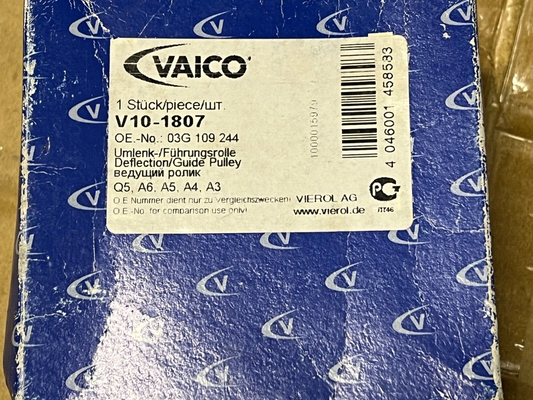 VAICO
1 Stück/piece/шт.
V10-1807
OE.-No.: 03G 109 244
Umlenk-/Führungsrolle
Deflection/Guide Pulley
ведущий ролик
Q5, A6, A5, A4, A3
O.E.Nummer dient nur zu Vergleichszwecken!
O.E.-No. for comparison use only!
VIEROL AG
www.vierol.de
4 046001 458583